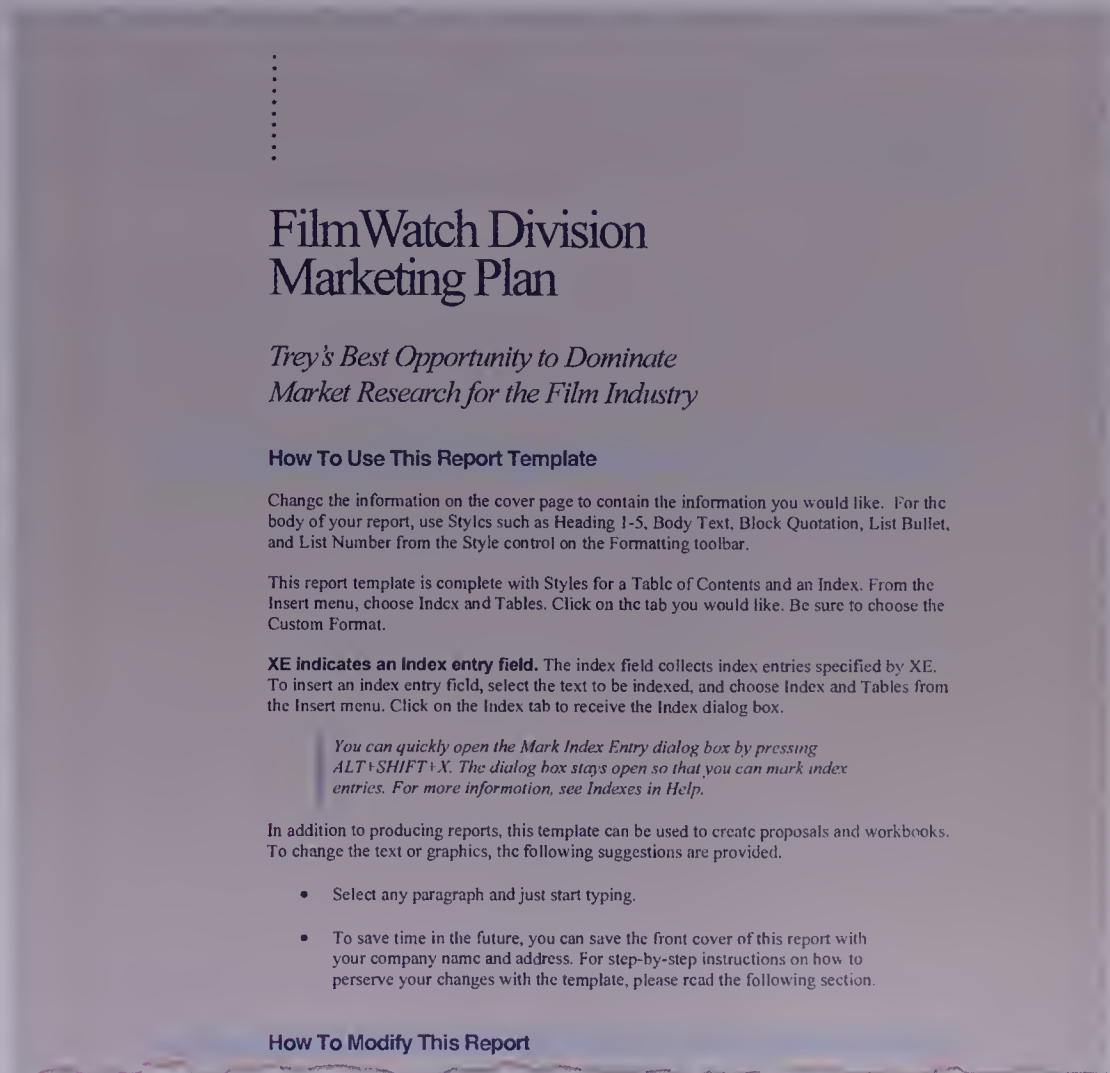 FilmWatch Division
Marketing Plan
Trey's Best Opportunity to Dominate
Market Research for the Film Industry
How To Use This Report Template
Change the information on the cover page to contain the information you would like. For the
body of your report, use Styles such as Heading 1-5, Body Text, Block Quotation, List Bullet,
and List Number from the Style control on the Formatting toolbar.
This report template is complete with Styles for a Table of Contents and an Index. From the
Insert menu, choose Index and Tables. Click on the tab you would like. Be sure to choose the
Custom Format.
XE indicates an Index entry field. The index field collects index entries specified by XE.
To insert an index entry field, select the text to be indexed, and choose Index and Tables from
the Insert menu. Click on the Index tab to receive the Index dialog box.
You can quickly open the Mark Index Entry dialog box by pressing
ALT+SHIFT+X. The dialog box stays open so that you can mark index
entries. For more information, see Indexes in Help.
In addition to producing reports, this template can be used to create proposals and workbooks.
To change the text or graphics, the following suggestions are provided.
• Select any paragraph and just start typing.
• To save time in the future, you can save the front cover of this report with
your company name and address. For step-by-step instructions on how to
perserve your changes with the template, please read the following section.
How To Modify This Report